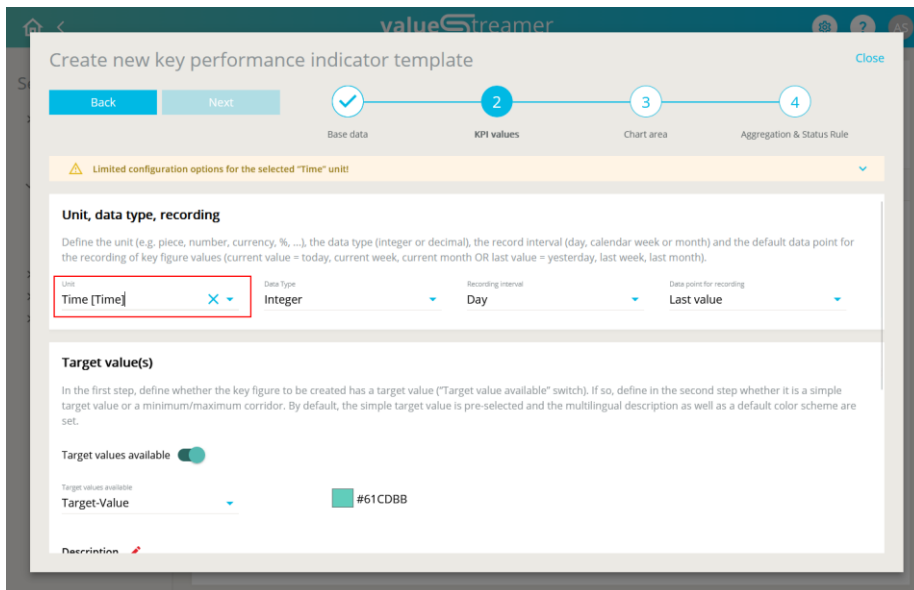 valueStreamer
?
AS
Create new key performance indicator template
Close
Back
Next
2
3
4
Base data
KPI values
Chart area
Aggregation & Status Rule
Limited configuration options for the selected "Time" unit!
Unit, data type, recording
Define the unit (e.g. piece, number, currency, %, ...), the data type (integer or decimal), the record interval (day, calendar week or month) and the default data point for
the recording of key figure values (current value = today, current week, current month OR last value = yesterday, last week, last month).
Unit
Data Type
Recording interval
Data point for recording
Time [Time]
Integer
Day
Last value
Target value(s)
In the first step, define whether the key figure to be created has a target value ("Target value available" switch). If so, define in the second step whether it is a simple
target value or a minimum/maximum corridor. By default, the simple target value is pre-selected and the multilingual description as well as a default color scheme are
set.
Target values available
Target values available
Target-Value
#61CDBB
Description